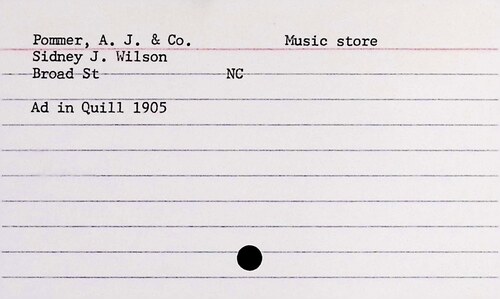 Pommer, A. J. & Co. Music store
Sidney J. Wilson
Broad St NC
Ad in Quill 1905